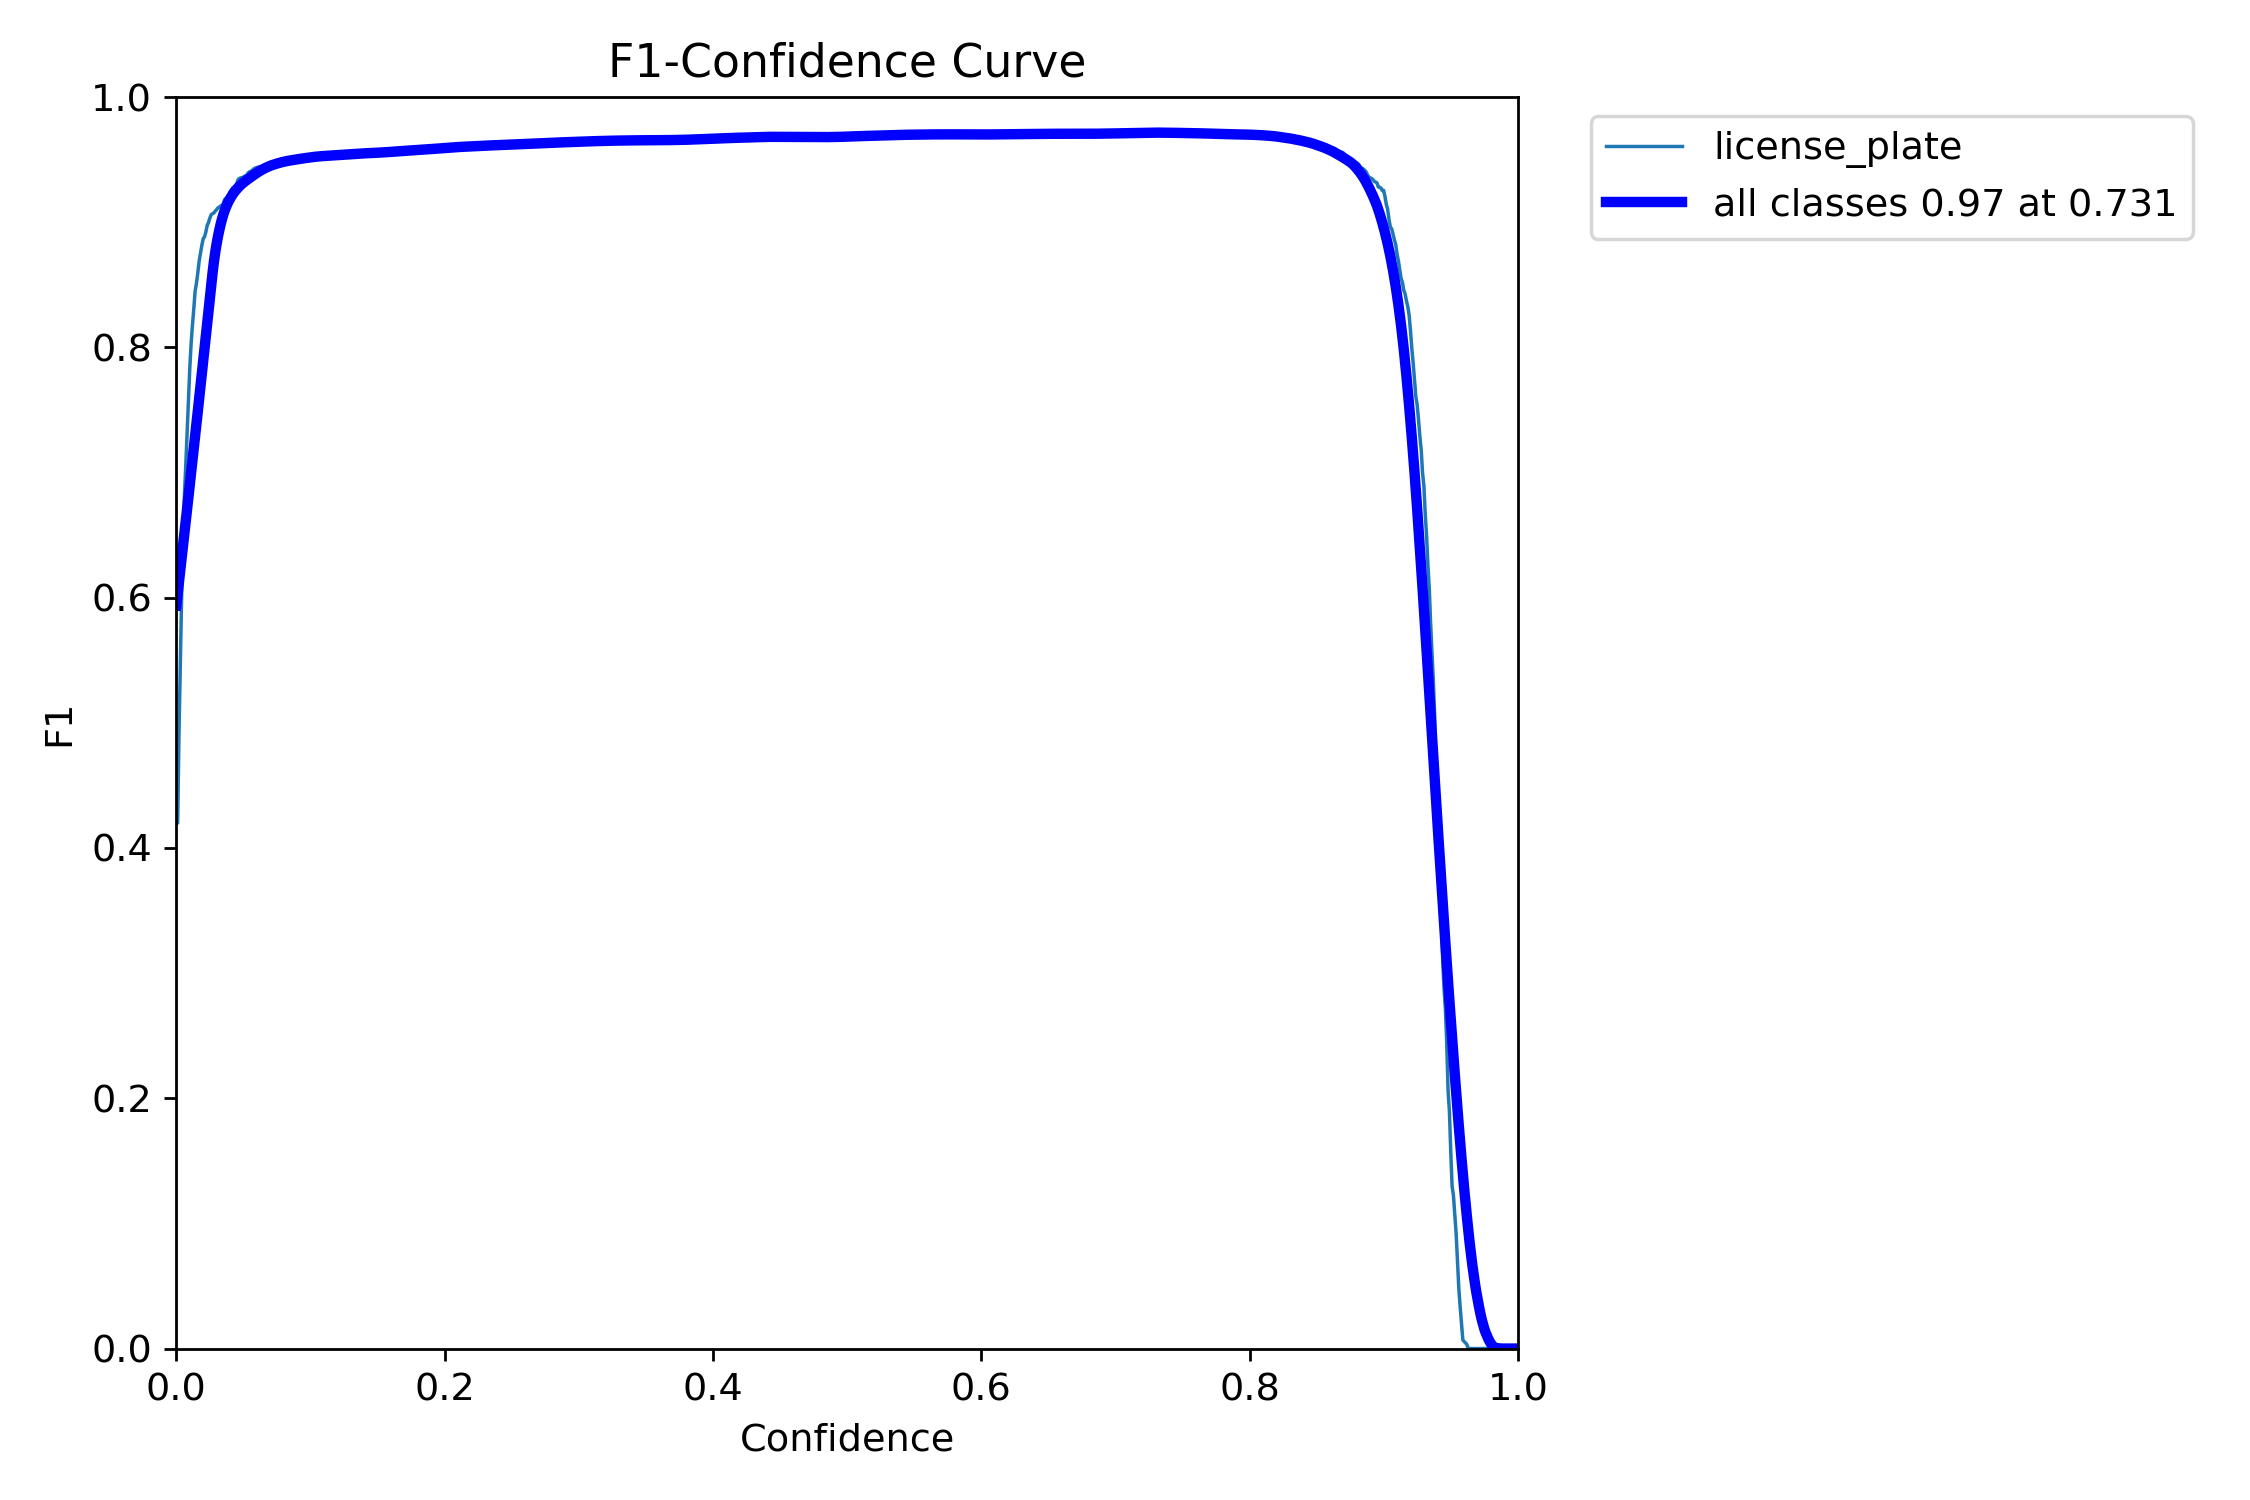 F1-Confidence Curve
1.0
0.8
0.6
0.4
0.2
0.0
F1
0.0 0.2 0.4 0.6 0.8 1.0
Confidence
license_plate
all classes 0.97 at 0.731